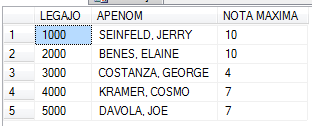 LEGAJO APENOM NOTA MAXIMA
1 1000 SEINFELD, JERRY 10
2 2000 BENES, ELAINE 10
3 3000 COSTANZA, GEORGE 4
4 4000 KRAMER, COSMO 7
5 5000 DAVOLA, JOE 7